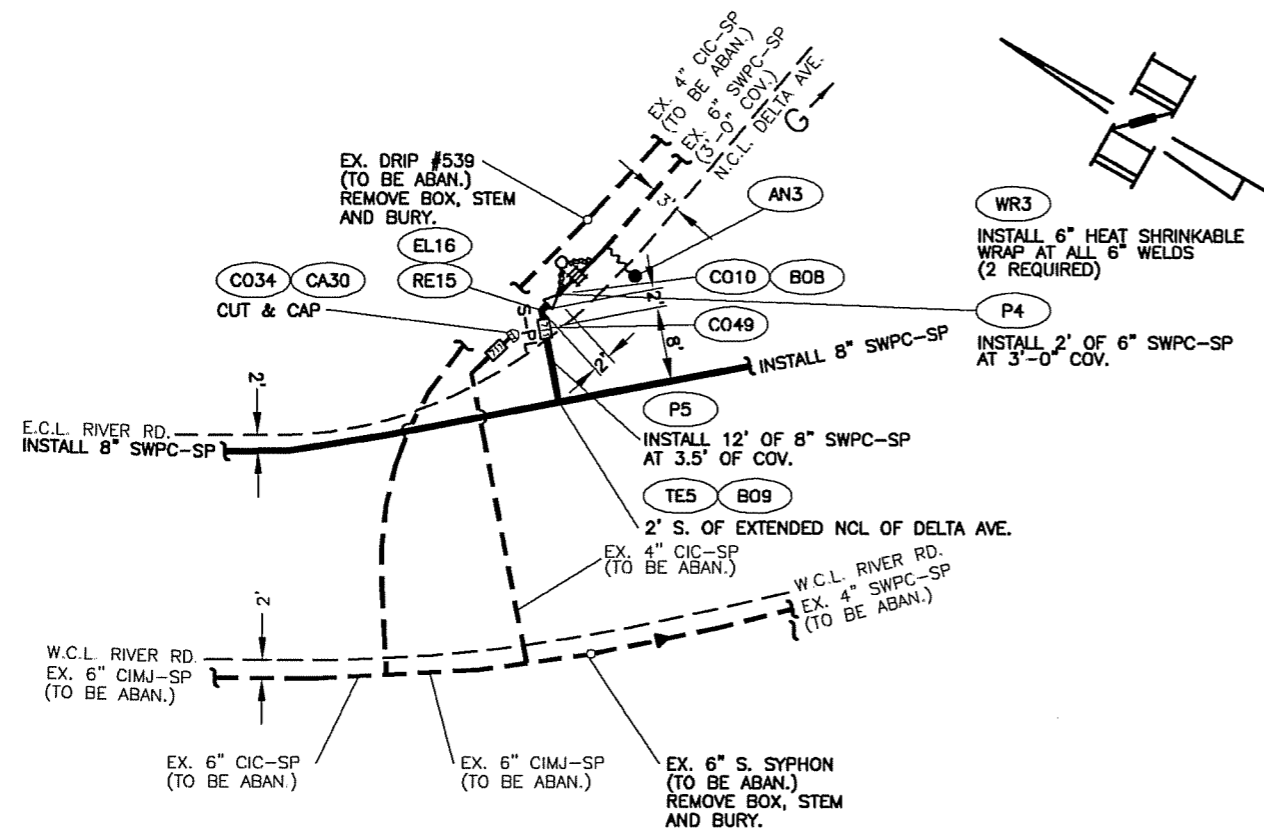 EX. 4" CIC-SP
(TO BE ABAN.)
EX. 6" SWPC-SP
(3'-0" COV.)
N.C.L. DELTA AVE.
G
EX. DRIP #539
(TO BE ABAN.)
REMOVE BOX, STEM
AND BURY.
3'
AN3
WR3
INSTALL 6" HEAT SHRINKABLE
WRAP AT ALL 6" WELDS
(2 REQUIRED)
EL16
RE15
CO34 CA30
CUT & CAP
CO10 BO8
2'
P4
INSTALL 2' OF 6" SWPC-SP
AT 3'-0" COV.
CO49
S-P
8'
2'
INSTALL 8" SWPC-SP
2'
E.C.L. RIVER RD.
INSTALL 8" SWPC-SP
P5
INSTALL 12' OF 8" SWPC-SP
AT 3.5' OF COV.
TE5 BO9
2' S. OF EXTENDED NCL OF DELTA AVE.
EX. 4" CIC-SP
(TO BE ABAN.)
W.C.L. RIVER RD.
EX. 4" SWPC-SP
(TO BE ABAN.)
2'
W.C.L. RIVER RD.
EX. 6" CIMJ-SP
(TO BE ABAN.)
EX. 6" CIC-SP
(TO BE ABAN.)
EX. 6" CIMJ-SP
(TO BE ABAN.)
EX. 6" S. SYPHON
(TO BE ABAN.)
REMOVE BOX, STEM
AND BURY.